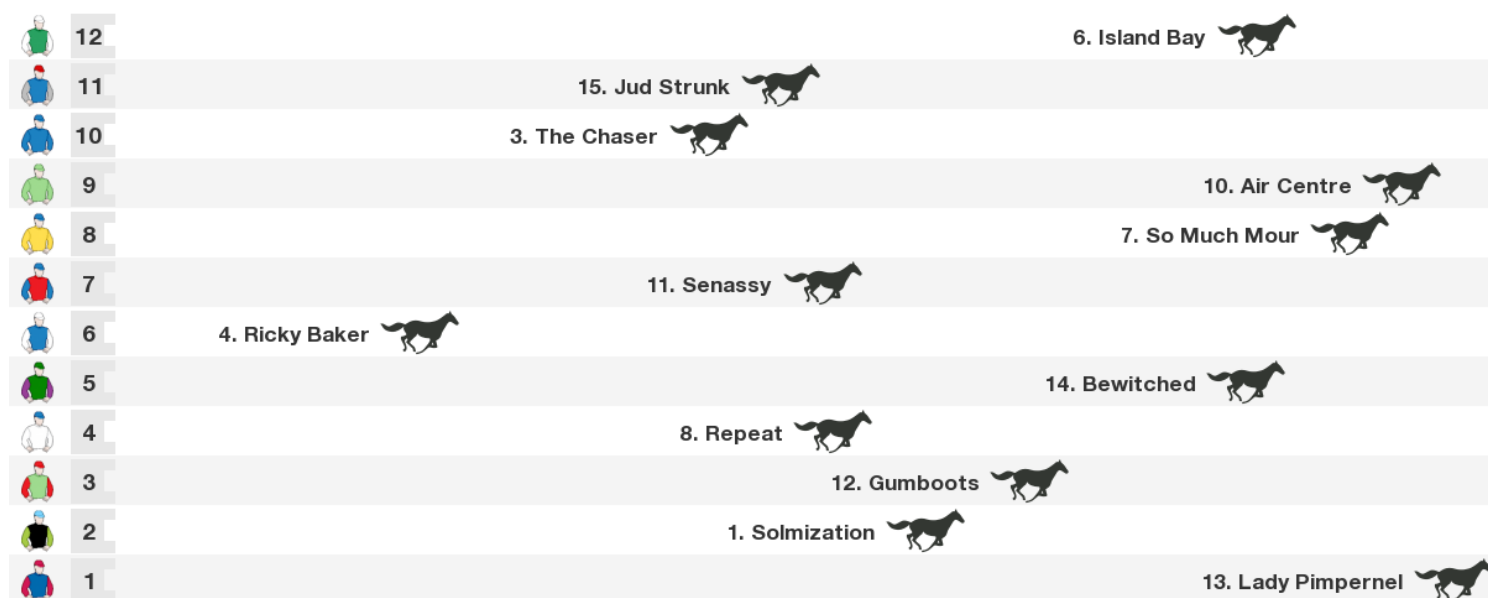 12 6. Island Bay
11 15. Jud Strunk
10 3. The Chaser
9 10. Air Centre
8 7. So Much Mour
7 11. Senassy
6 4. Ricky Baker
5 14. Bewitched
4 8. Repeat
3 12. Gumboots
2 1. Solmization
1 13. Lady Pimpernel